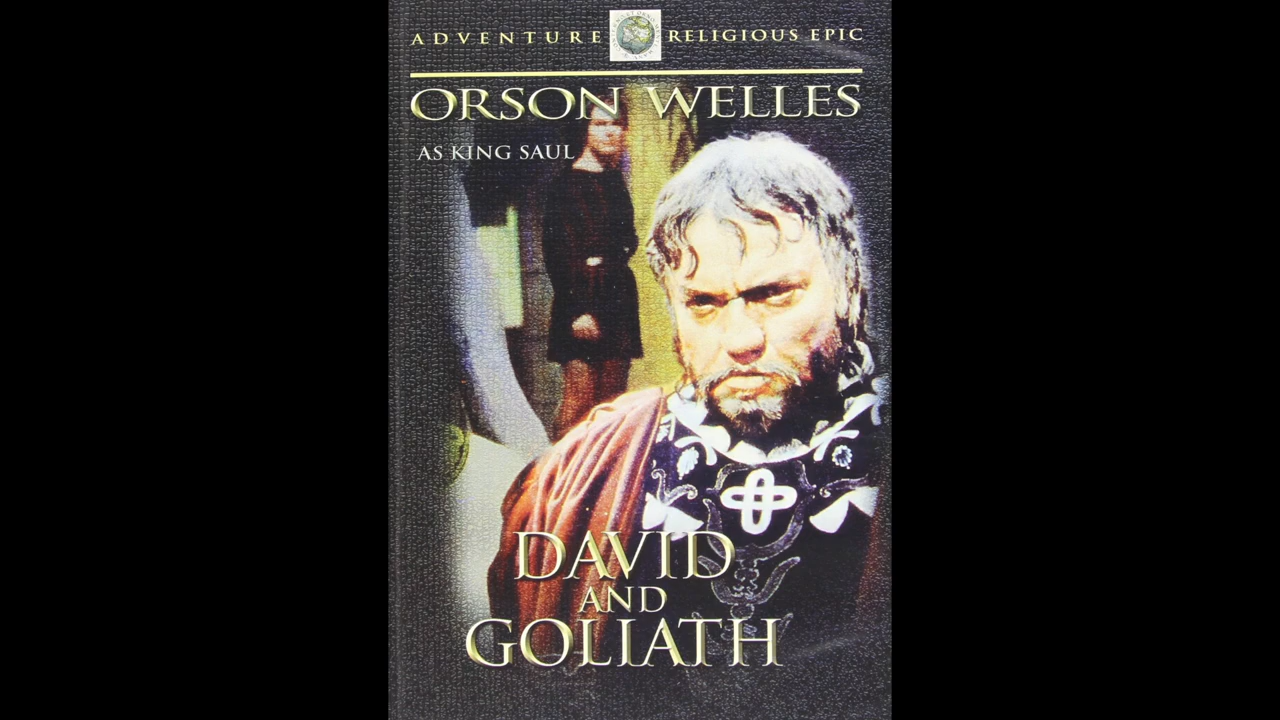 ADVENTURE RELIGIOUS EPIC
ORSON WELLES
AS KING SAUL
DAVID
AND
GOLIATH